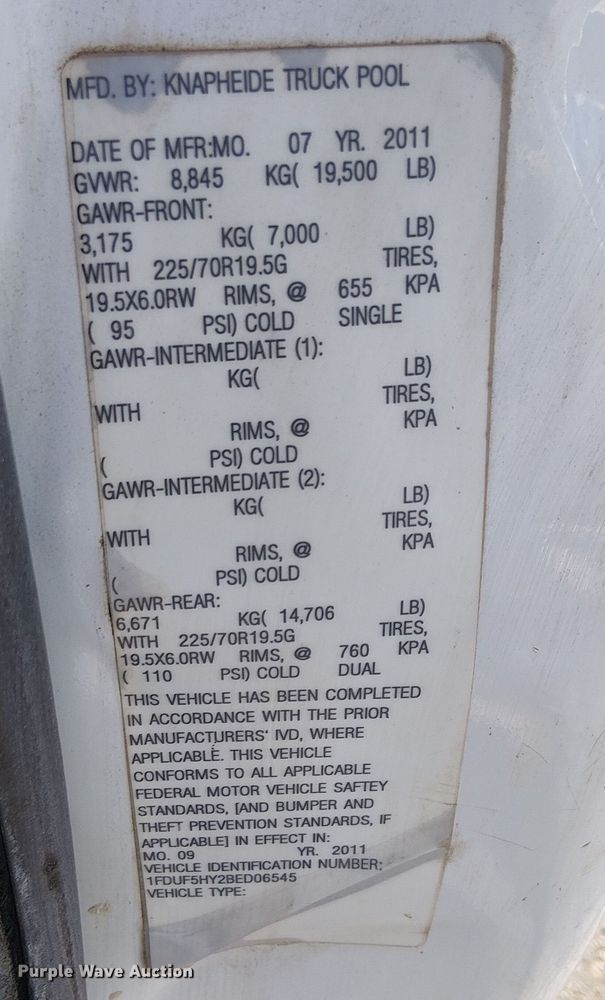 MFD. BY: KNAPHEIDE TRUCK POOL
DATE OF MFR:MO. 07 YR. 2011
GVWR: 8,845 KG( 19,500 LB)
GAWR-FRONT:
3,175 KG( 7,000 LB)
WITH 225/70R19.5G TIRES,
19.5X6.0RW RIMS, @ 655 KPA
( 95 PSI) COLD SINGLE
GAWR-INTERMEDIATE (1):
KG( LB)
WITH TIRES,
RIMS, @ KPA
( PSI) COLD
GAWR-INTERMEDIATE (2):
KG( LB)
WITH TIRES,
RIMS, @ KPA
( PSI) COLD
GAWR-REAR:
6,671 KG( 14,706 LB)
WITH 225/70R19.5G TIRES,
19.5X6.0RW RIMS, @ 760 KPA
( 110 PSI) COLD DUAL
THIS VEHICLE HAS BEEN COMPLETED
IN ACCORDANCE WITH THE PRIOR
MANUFACTURERS' IVD, WHERE
APPLICABLE. THIS VEHICLE
CONFORMS TO ALL APPLICABLE
FEDERAL MOTOR VEHICLE SAFTEY
STANDARDS, [AND BUMPER AND
THEFT PREVENTION STANDARDS, IF
APPLICABLE] IN EFFECT IN:
MO. 09 YR. 2011
VEHICLE IDENTIFICATION NUMBER:
1FDUF5HY2BED06545
VEHICLE TYPE:
Purple Wave Auction